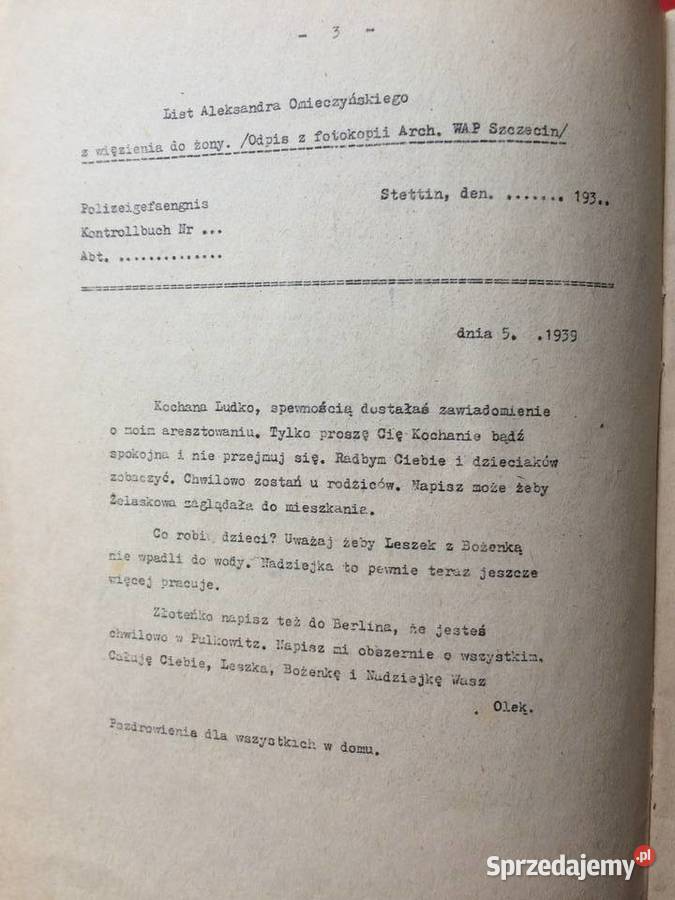 - 3 -
List Aleksandra Omieczyńskiego
z więzienia do żony. /Odpis z fotokopii Arch. WAP Szczecin/
Polizeigefaengnis
Stettin, den. ....... 193..
Kontrollbuch Nr ...
Abt. ..............
dnia 5. .1939
Kochana Ludko, spewnością dostałaś zawiadomienie
o moim aresztowaniu. Tylko proszę Cię Kochanie bądź
spokojna i nie przejmuj się. Radbym Ciebie i dzieciaków
zobaczyć. Chwilowo zostań u rodziców. Napisz może żeby
Żelaskowa zaglądała do mieszkania.
Co robią dzieci? Uważaj żeby Leszek z Bożenką
nie wpadli do wody. Nadziejka to pewnie teraz jeszcze
więcej pracuje.
Złoteńko napisz też do Berlina, że jesteś
chwilowo w Pulkowitz. Napisz mi obszernie o wszystkim.
Całuję Ciebie, Leszka, Bożenkę i Nadziejkę Wasz
. Olek.
Pozdrowienia dla wszystkich w domu.
Sprzedajemy.pl